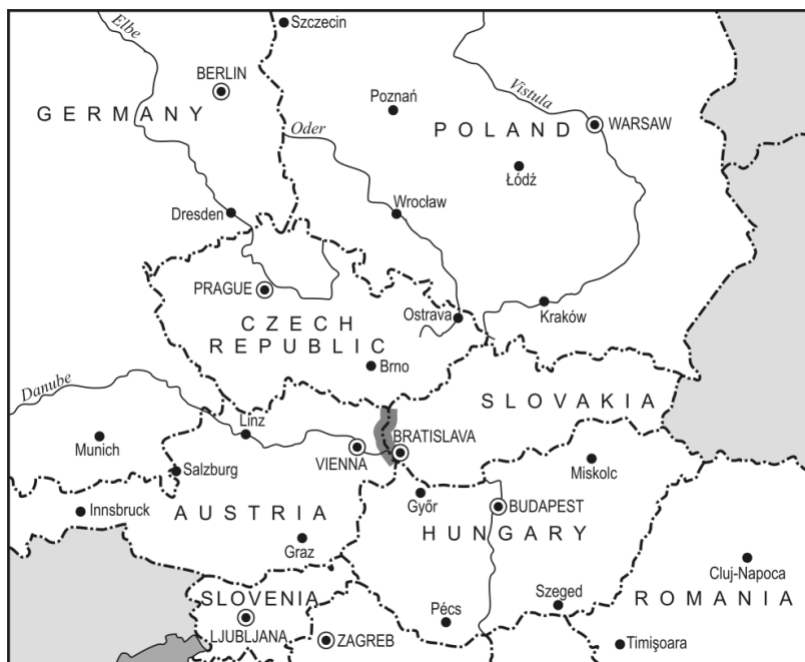 Elbe
Szczecin
BERLIN
GERMANY
Poznań
Vistula
Oder
POLAND
WARSAW
Łódź
Dresden
Wrocław
PRAGUE
Ostrava
Kraków
CZECH
REPUBLIC
Brno
Danube
SLOVAKIA
Linz
Munich
VIENNA
BRATISLAVA
Salzburg
Miskolc
Innsbruck
AUSTRIA
Győr
BUDAPEST
HUNGARY
Graz
Cluj-Napoca
SLOVENIA
Szeged
ROMANIA
Pécs
LJUBLJANA
ZAGREB
Timişoara